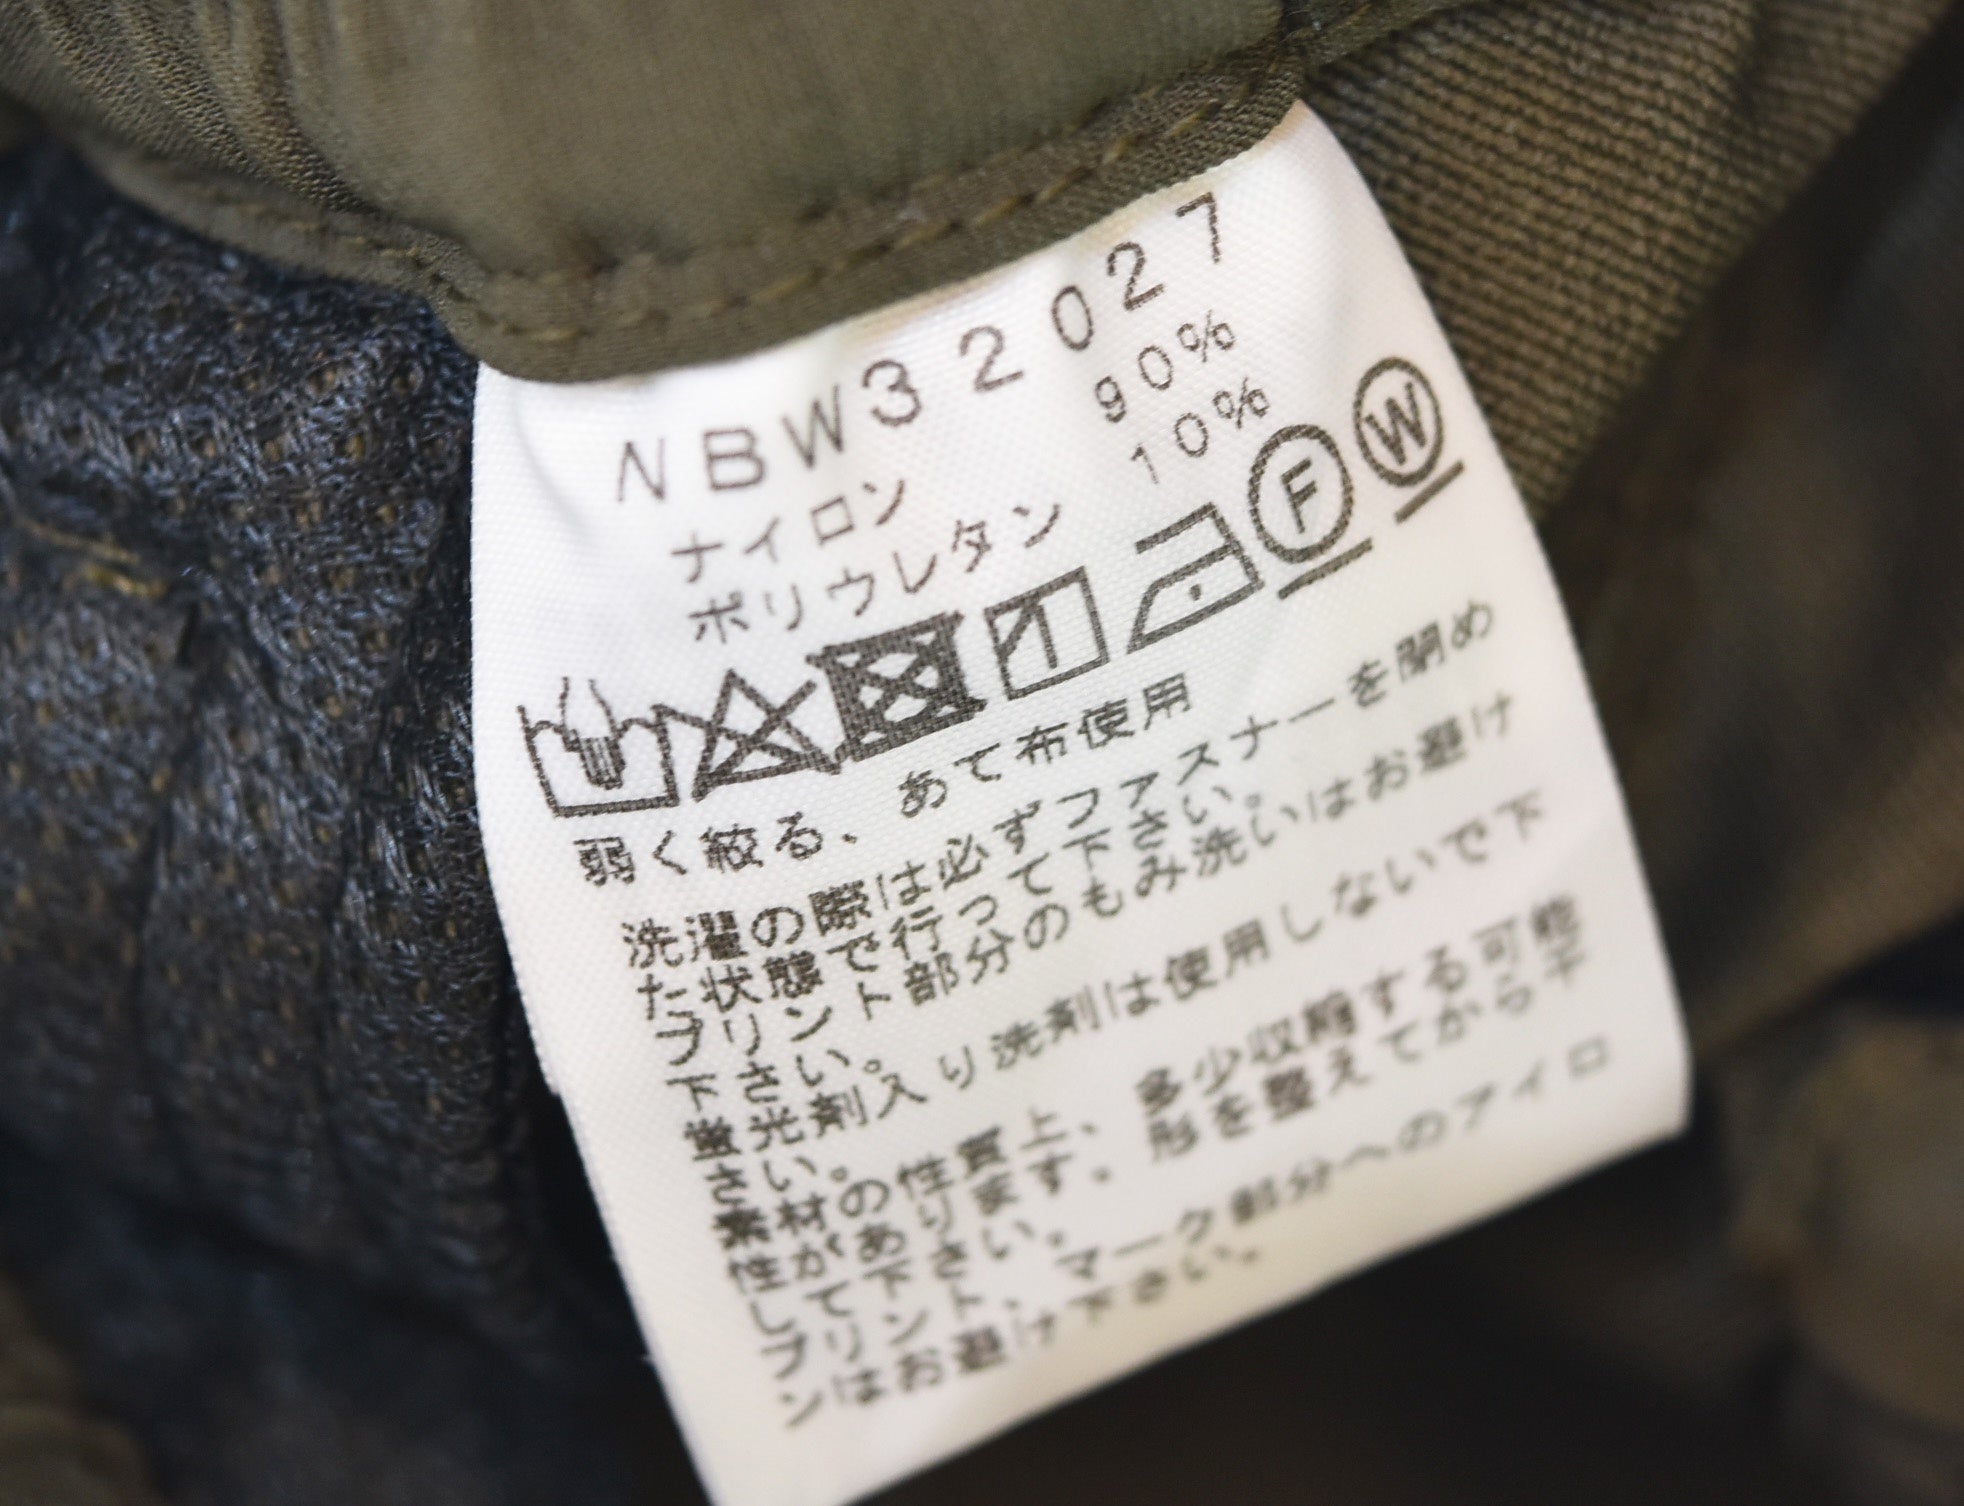 NBW32027
ナイロン 90%
ポリウレタン 10%
F W
弱く絞る、あて布使用
洗濯の際は必ずファスナーを閉め
た状態で行って下さい。
プリント部分のもみ洗いはお避け
下さい。
蛍光剤入り洗剤は使用しないで下
さい。
素材の性質上、多少収縮する可能
性があります。形を整えてから干
して下さい。
プリント、マーク部分へのアイロ
ンはお避け下さい。